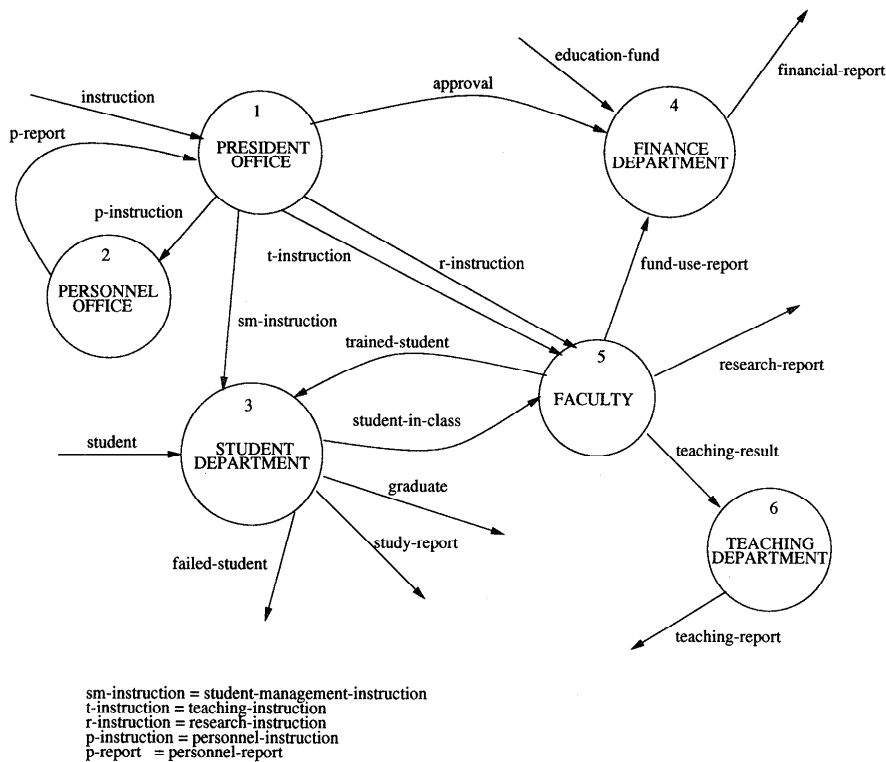 education-fund
financial-report
approval
instruction
1
4
p-report
PRESIDENT
OFFICE
FINANCE
DEPARTMENT
p-instruction
2
t-instruction
r-instruction
fund-use-report
PERSONNEL
OFFICE
sm-instruction
trained-student
5
research-report
FACULTY
3
student-in-class
student
STUDENT
DEPARTMENT
teaching-result
graduate
6
study-report
TEACHING
DEPARTMENT
failed-student
teaching-report
sm-instruction = student-management-instruction
t-instruction = teaching-instruction
r-instruction = research-instruction
p-instruction = personnel-instruction
p-report = personnel-report